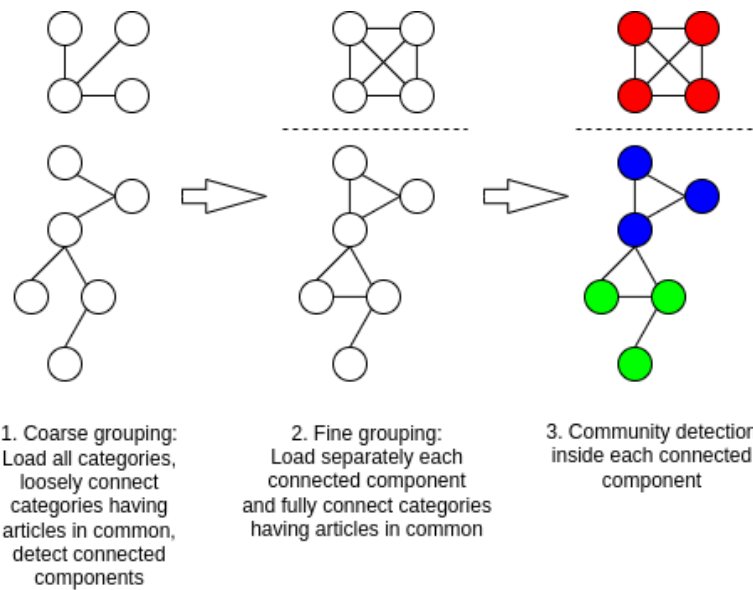 1. Coarse grouping:
Load all categories,
loosely connect
categories having
articles in common,
detect connected
components
2. Fine grouping:
Load separately each
connected component
and fully connect categories
having articles in common
3. Community detection
inside each connected
component